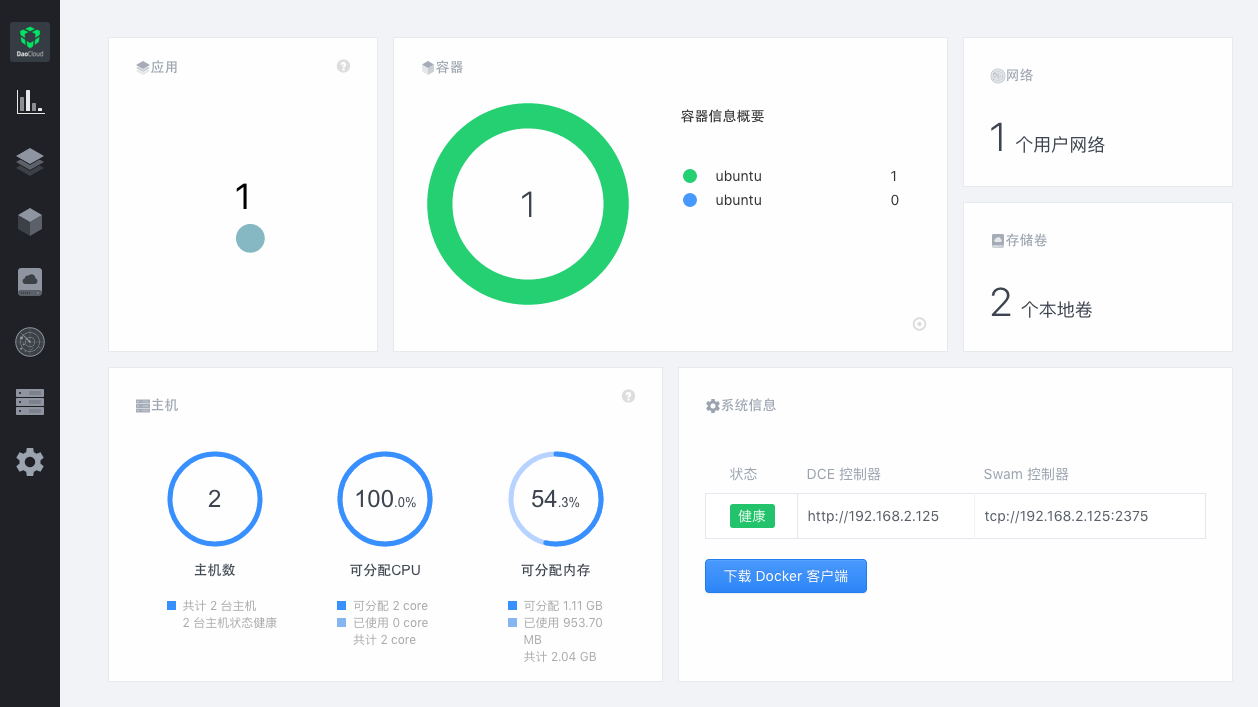 DaoCloud
应用
?
1
容器
1
容器信息概要
ubuntu 1
ubuntu 0
网络
1 个用户网络
存储卷
2 个本地卷
主机
?
2
主机数
共计 2 台主机
2 台主机状态健康
100.0%
可分配CPU
可分配 2 core
已使用 0 core
共计 2 core
54.3%
可分配内存
可分配 1.11 GB
已使用 953.70
MB
共计 2.04 GB
系统信息
状态 DCE 控制器 Swam 控制器
健康 http://192.168.2.125 tcp://192.168.2.125:2375
下载 Docker 客户端